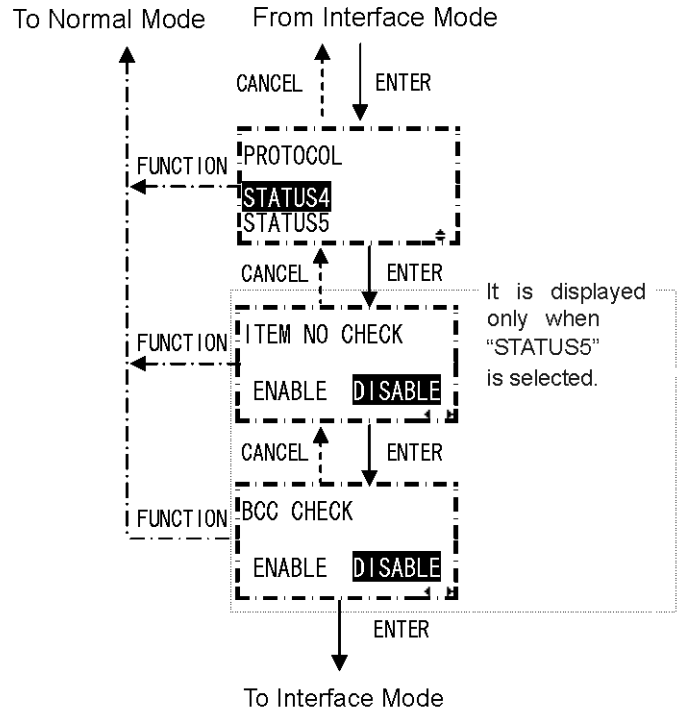 To Normal Mode
From Interface Mode
CANCEL
ENTER
FUNCTION
PROTOCOL
STATUS4
STATUS5
CANCEL
ENTER
It is displayed
only when
“STATUS5”
is selected.
FUNCTION
ITEM NO CHECK
ENABLE DISABLE
CANCEL
ENTER
FUNCTION
BCC CHECK
ENABLE DISABLE
ENTER
To Interface Mode